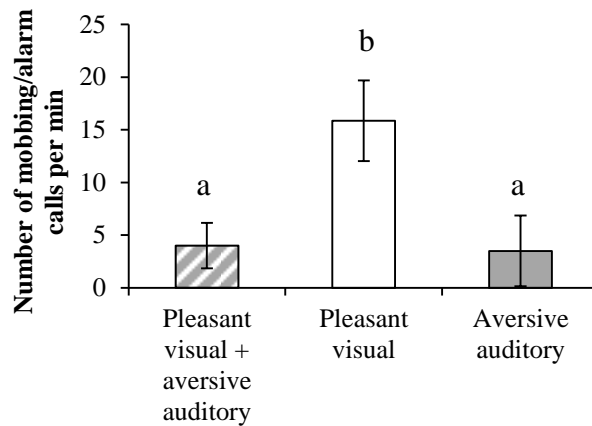 Number of mobbing/alarm
calls per min
25
20
15
10
5
0
a
b
a
Pleasant
visual +
aversive
auditory
Pleasant
visual
Aversive
auditory